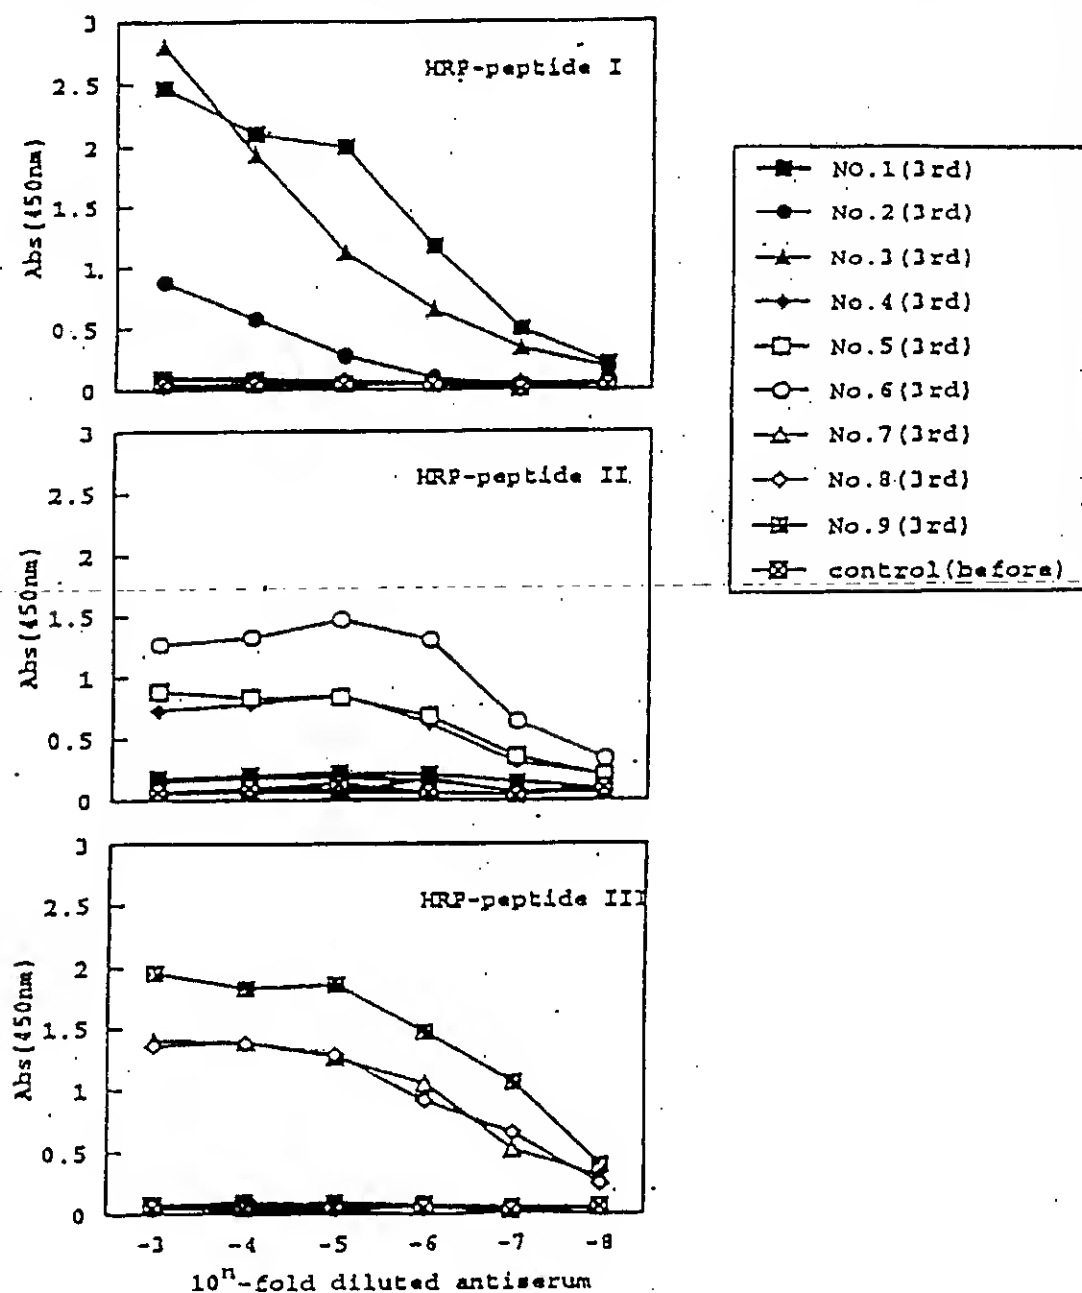 3
HRP-peptide I
2.5
2
1.5
1
0.5
0
Abs(450nm)
NO.1(3rd)
No.2(3rd)
No.3(3rd)
No.4(3rd)
No.5(3rd)
No.6(3rd)
No.7(3rd)
No.8(3rd)
No.9(3rd)
control(before)
3
HRP-peptide II
2.5
2
1.5
1
0.5
0
Abs(450nm)
3
HRP-peptide III
2.5
2
1.5
1
0.5
0
Abs(450nm)
-3 -4 -5 -6 -7 -8
10ⁿ-fold diluted antiserum